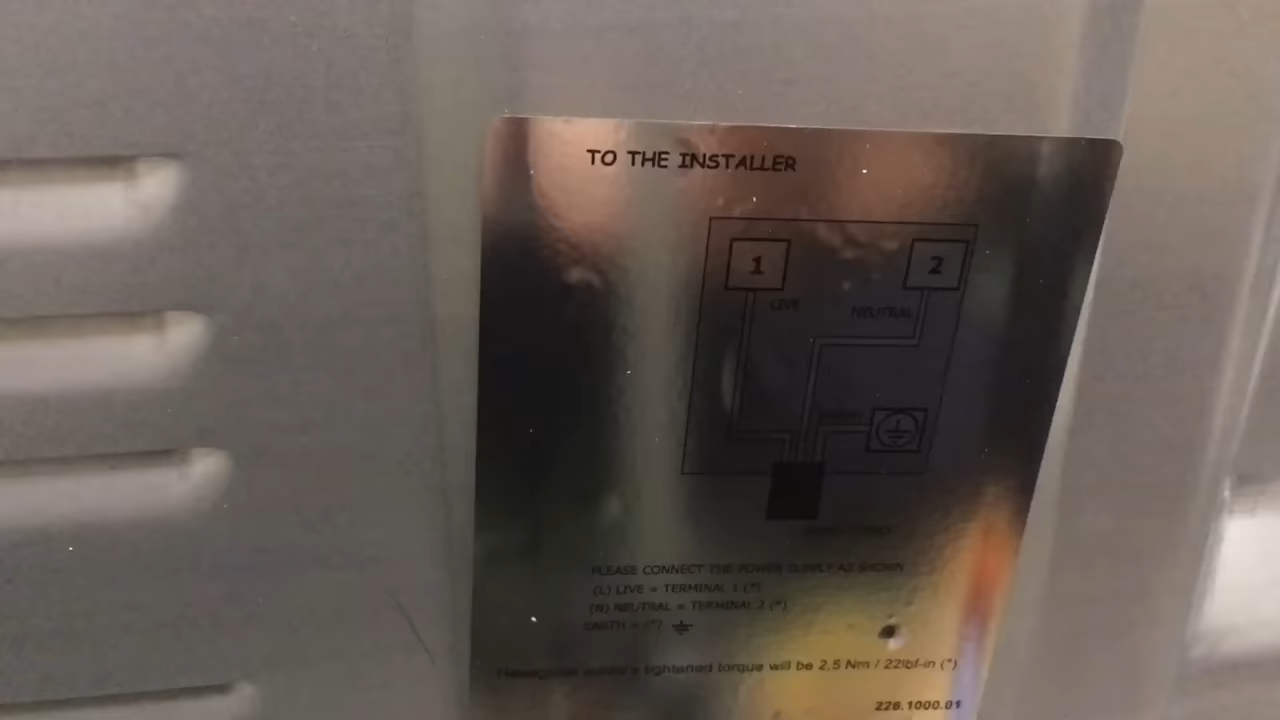 TO THE INSTALLER
1 2
LIVE NEUTRAL
PLEASE CONNECT THE POWER SUPPLY AS SHOWN
(L) LIVE = TERMINAL 1 (*)
(N) NEUTRAL = TERMINAL 2 (*)
EARTH = (*)
tightened torque will be 2,5 Nm / 22lbf-in (*)
228.1000.01